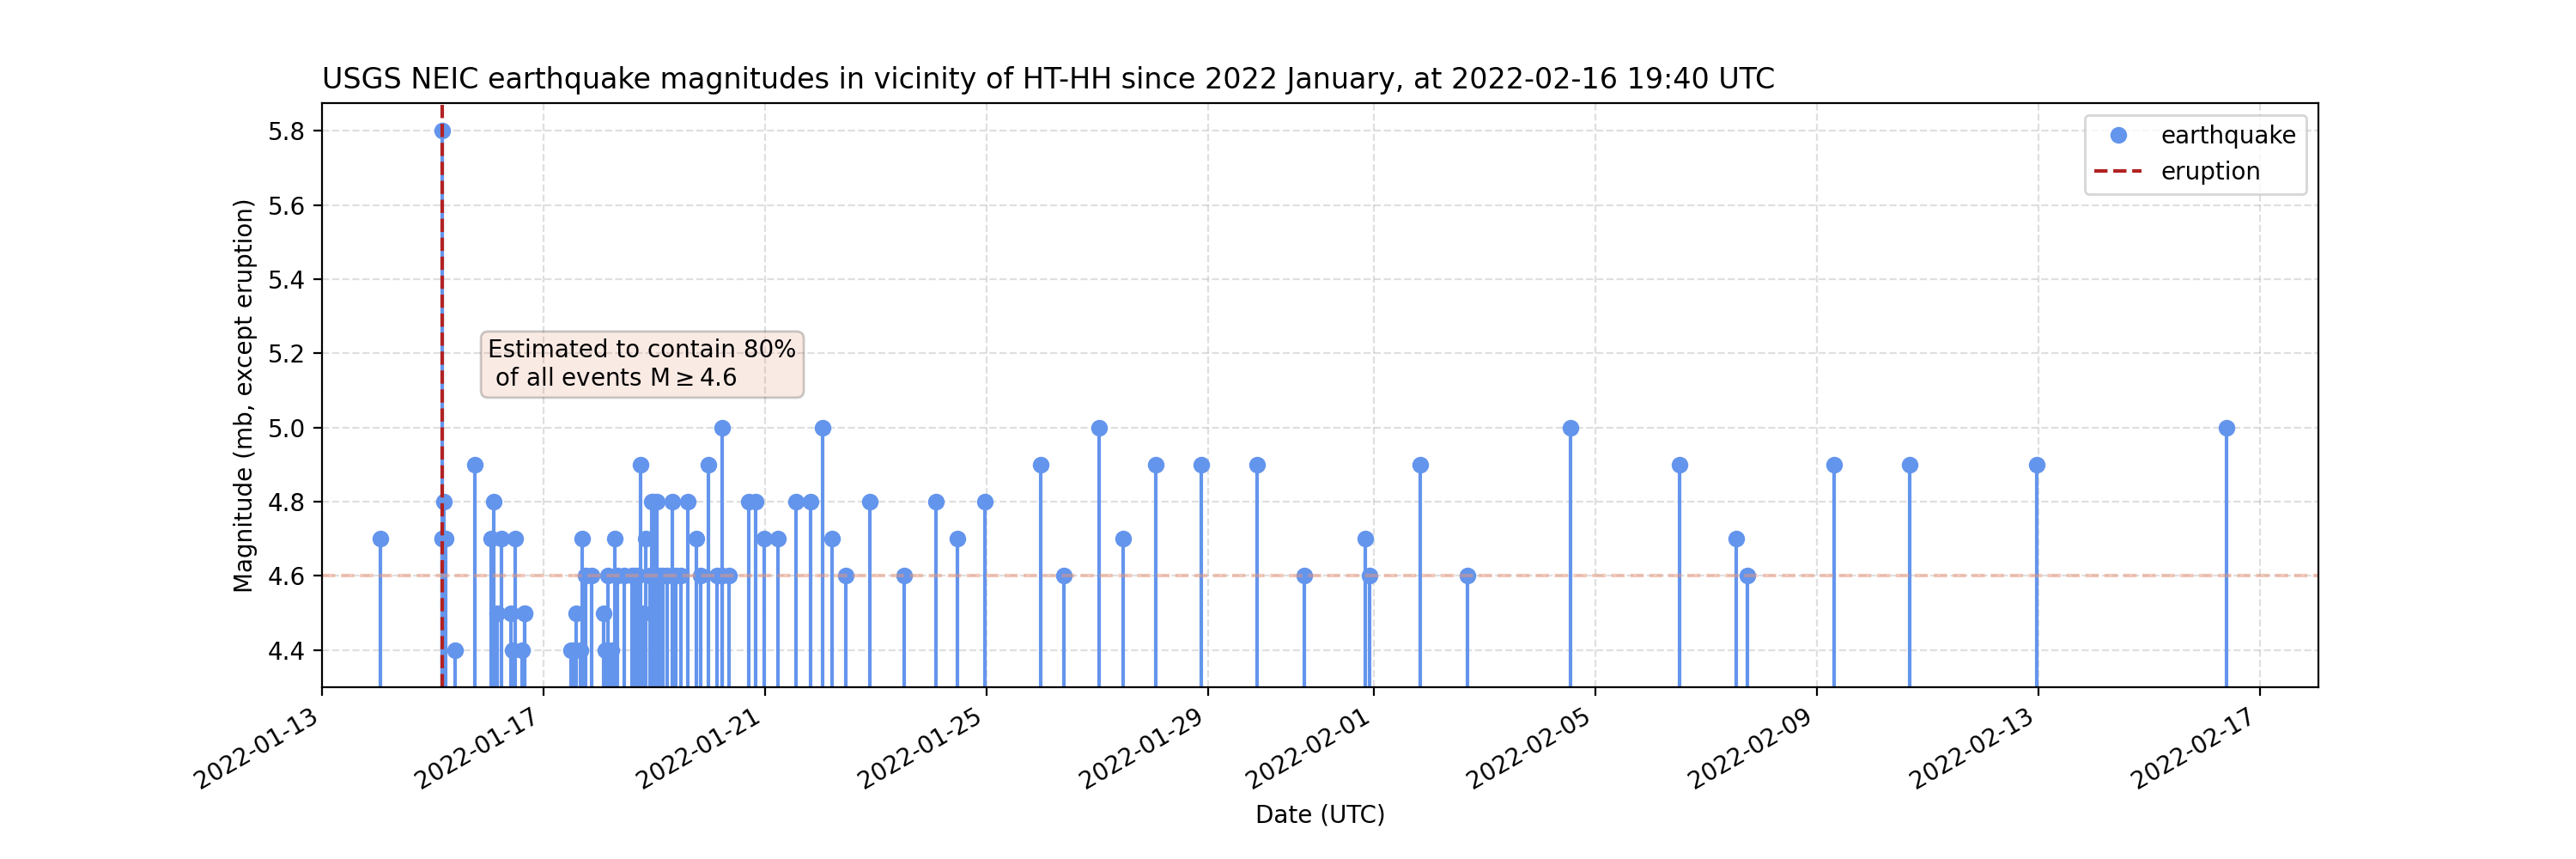 USGS NEIC earthquake magnitudes in vicinity of HT-HH since 2022 January, at 2022-02-16 19:40 UTC
Magnitude (mb, except eruption)
5.8
5.6
5.4
5.2
5.0
4.8
4.6
4.4
earthquake
eruption
Estimated to contain 80%
of all events M ≥ 4.6
2022-01-13
2022-01-17
2022-01-21
2022-01-25
2022-01-29
2022-02-01
2022-02-05
2022-02-09
2022-02-13
2022-02-17
Date (UTC)